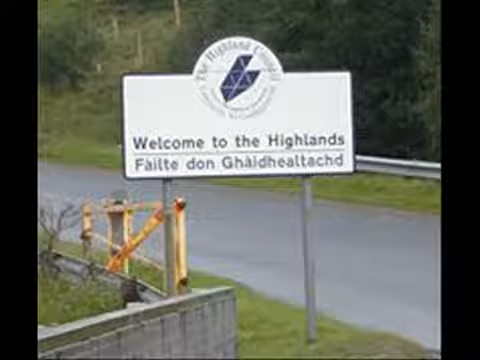 The Highland Council
Welcome to the Highlands
Fàilte don Ghàidhealtachd